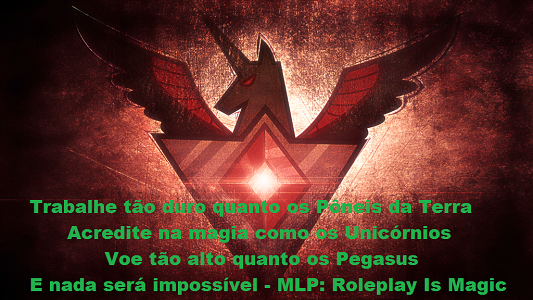 Trabalhe tão duro quanto os Pôneis da Terra
Acredite na magia como os Unicórnios
Voe tão alto quanto os Pegasus
E nada será impossível - MLP: Roleplay Is Magic